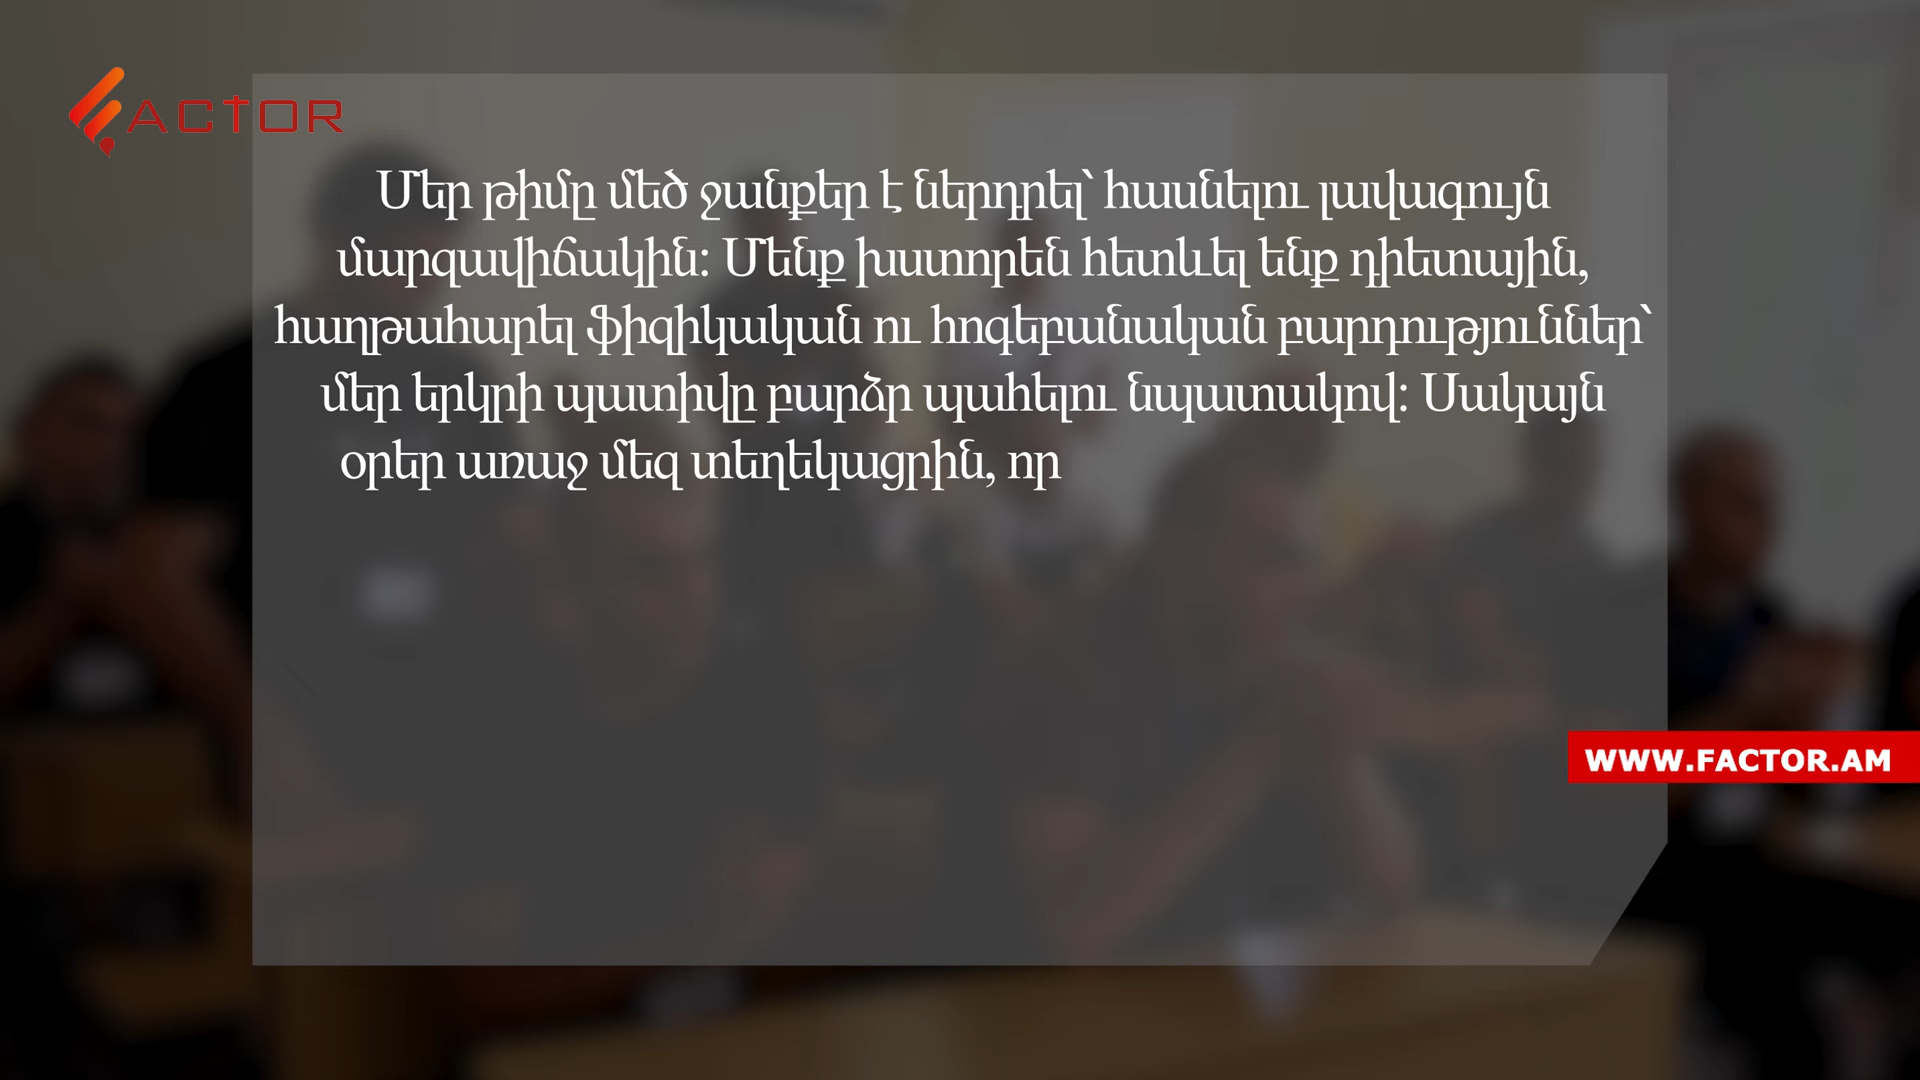 ACTOR
Մեր թիմը մեծ ջանքեր է ներդրել՝ հասնելու լավագույն
մարզավիճակին: Մենք խստորեն հետևել ենք դիետային,
հաղթահարել ֆիզիկական ու հոգեբանական բարդություններ՝
մեր երկրի պատիվը բարձր պահելու նպատակով: Սակայն
օրեր առաջ մեզ տեղեկացրին, որ
WWW.FACTOR.AM